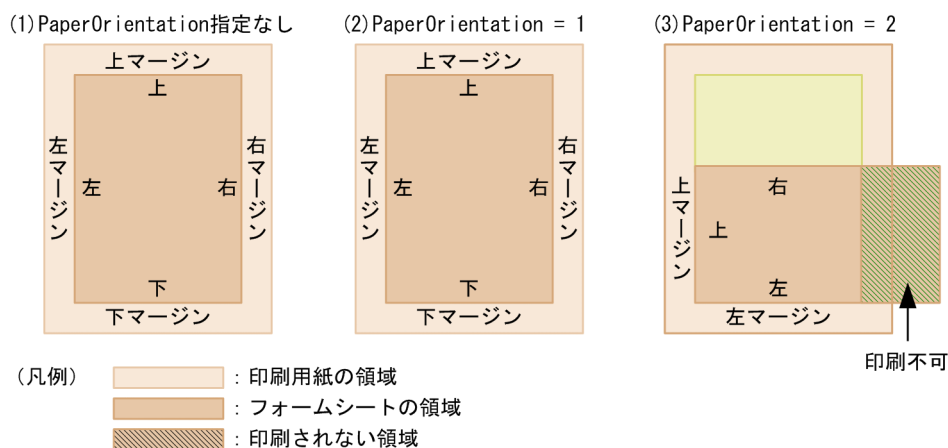 (1)PaperOrientation指定なし
(2)PaperOrientation = 1
(3)PaperOrientation = 2
上マージン
上
左マージン
左
右
右マージン
下
下マージン
上マージン
上
左マージン
左
右
右マージン
下
下マージン
上マージン
右
上
左
左マージン
印刷不可
(凡例)
：印刷用紙の領域
：フォームシートの領域
：印刷されない領域